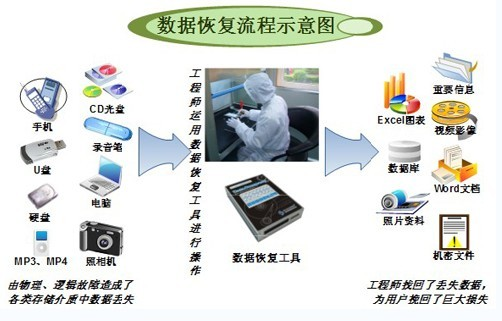 数据恢复流程示意图
手机
CD光盘
录音笔
U盘
电脑
硬盘
MP3、MP4
照相机
由物理、逻辑故障造成了
各类存储介质中数据丢失
工程师运用数据恢复工具进行操作
数据恢复工具
重要信息
Excel图表
视频影像
数据库
Word文档
照片资料
机密文件
工程师找回了丢失数据，
为用户挽回了巨大损失